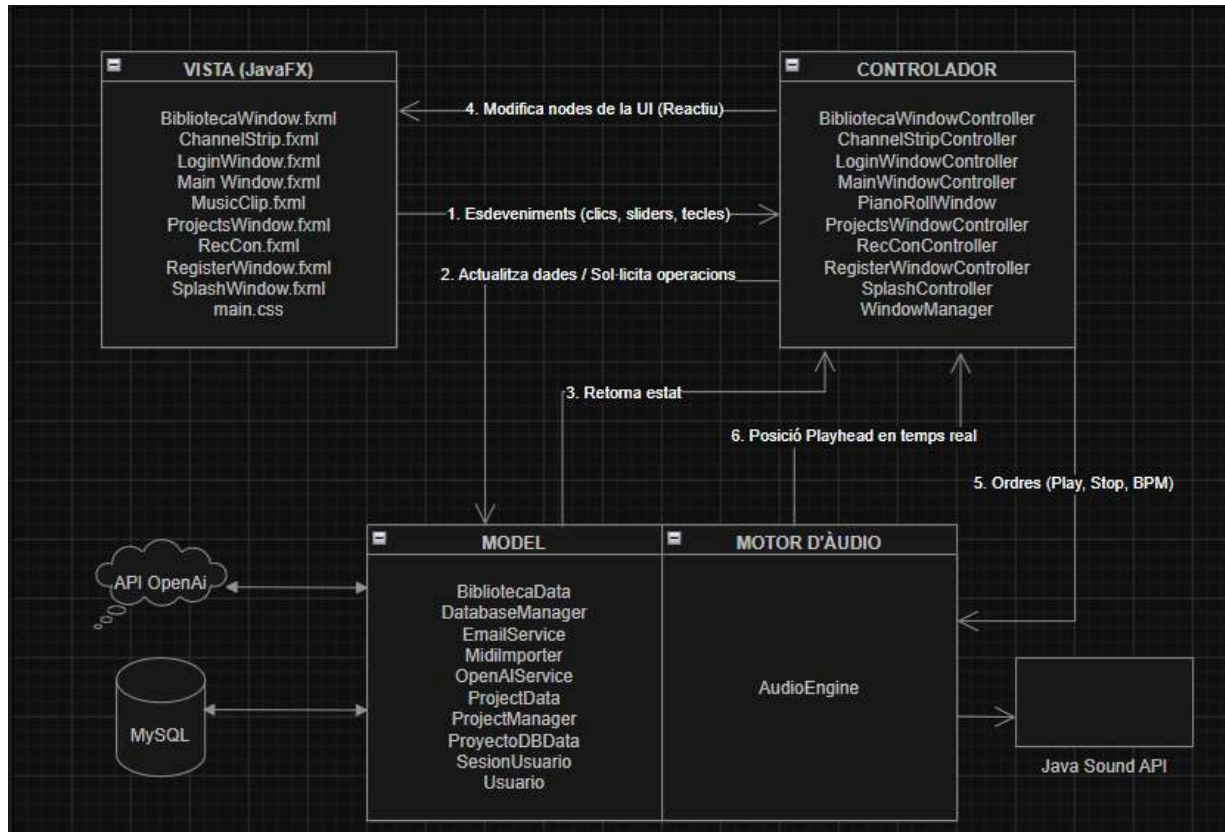 VISTA (JavaFX)
BibliotecaWindow.fxml
ChannelStrip.fxml
LoginWindow.fxml
Main Window.fxml
MusicClip.fxml
ProjectsWindow.fxml
RecCon.fxml
RegisterWindow.fxml
SplashWindow.fxml
main.css
4. Modifica nodes de la UI (Reactiu)
1. Esdeveniments (clics, sliders, tecles)
2. Actualitza dades / Sol·licita operacions
CONTROLADOR
BibliotecaWindowController
ChannelStripController
LoginWindowController
MainWindowController
PianoRollWindow
ProjectsWindowController
RecConController
RegisterWindowController
SplashController
WindowManager
3. Retorna estat
6. Posició Playhead en temps real
5. Ordres (Play, Stop, BPM)
API OpenAi
MySQL
MODEL
BibliotecaData
DatabaseManager
EmailService
MidiImporter
OpenAIService
ProjectData
ProjectManager
ProyectoDBData
SesionUsuario
Usuario
MOTOR D'ÀUDIO
AudioEngine
Java Sound API